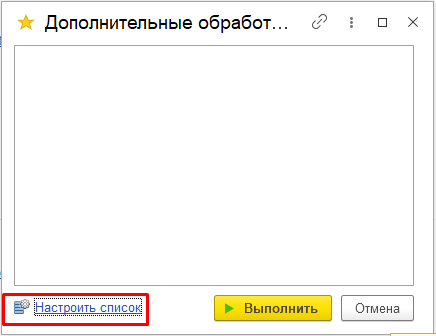 Дополнительные обработ...
Настроить список
Выполнить
Отмена